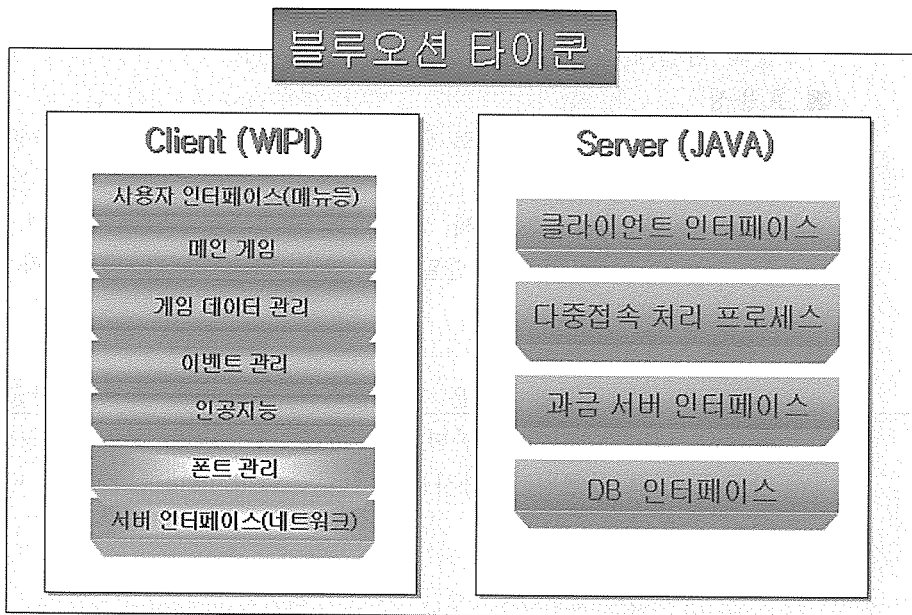 블루오션 타이쿤
Client (WIPI)
사용자 인터페이스(메뉴등)
메인 게임
게임 데이터 관리
이벤트 관리
인공지능
폰트 관리
서버 인터페이스(네트워크)
Server (JAVA)
클라이언트 인터페이스
다중접속 처리 프로세스
과금 서버 인터페이스
DB 인터페이스